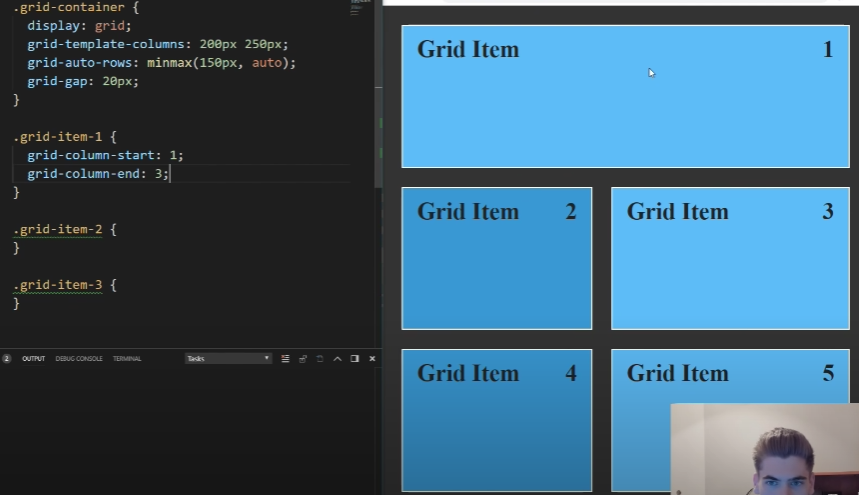 .grid-container {
display: grid;
grid-template-columns: 200px 250px;
grid-auto-rows: minmax(150px, auto);
grid-gap: 20px;
}
.grid-item-1 {
grid-column-start: 1;
grid-column-end: 3;
}
.grid-item-2 {
}
.grid-item-3 {
}
2 OUTPUT DEBUG CONSOLE TERMINAL Tasks
Grid Item 1
Grid Item 2
Grid Item 3
Grid Item 4
Grid Item 5